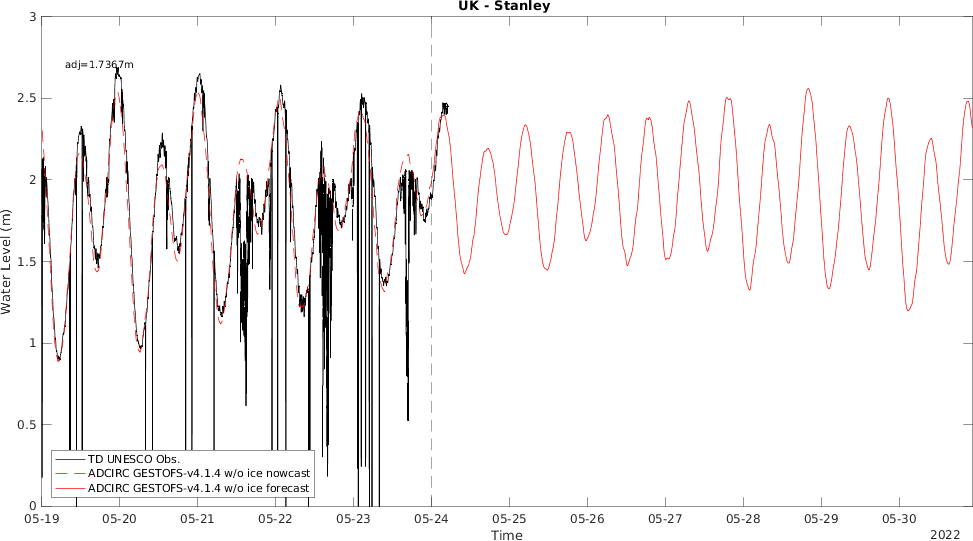 UK - Stanley
adj=1.7367m
Water Level (m)
3
2.5
2
1.5
1
0.5
0
TD UNESCO Obs.
ADCIRC GESTOFS-v4.1.4 w/o ice nowcast
ADCIRC GESTOFS-v4.1.4 w/o ice forecast
05-19 05-20 05-21 05-22 05-23 05-24 05-25 05-26 05-27 05-28 05-29 05-30
Time
2022